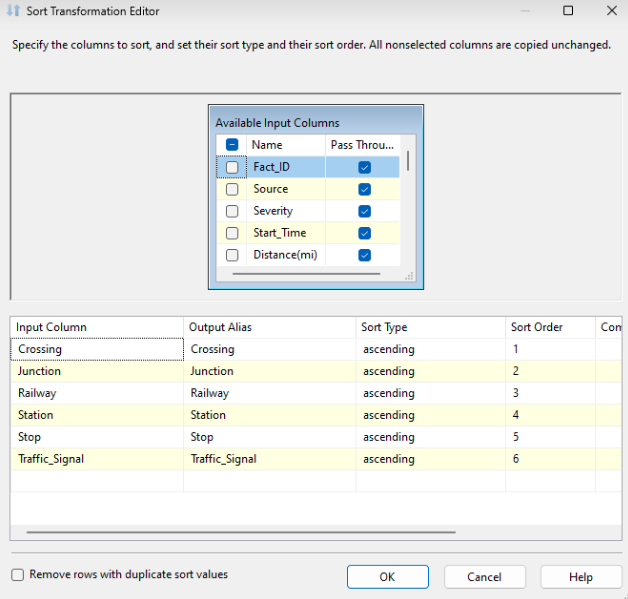 Sort Transformation Editor
Specify the columns to sort, and set their sort type and their sort order. All nonselected columns are copied unchanged.
Available Input Columns
Name Pass Throu...
Fact_ID
Source
Severity
Start_Time
Distance(mi)
Input Column Output Alias Sort Type Sort Order Com
Crossing Crossing ascending 1
Junction Junction ascending 2
Railway Railway ascending 3
Station Station ascending 4
Stop Stop ascending 5
Traffic_Signal Traffic_Signal ascending 6
Remove rows with duplicate sort values
OK Cancel Help